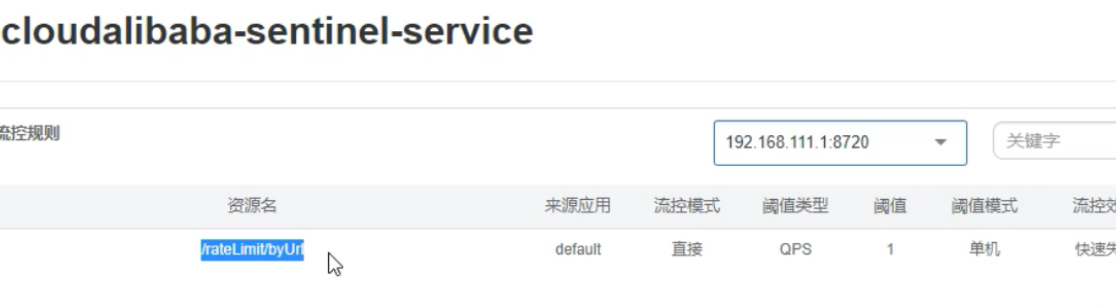 cloudalibaba-sentinel-service
流控规则
192.168.111.1:8720 关键字
资源名 来源应用 流控模式 阈值类型 阈值 阈值模式 流控效
/rateLimit/byUrl default 直接 QPS 1 单机 快速失